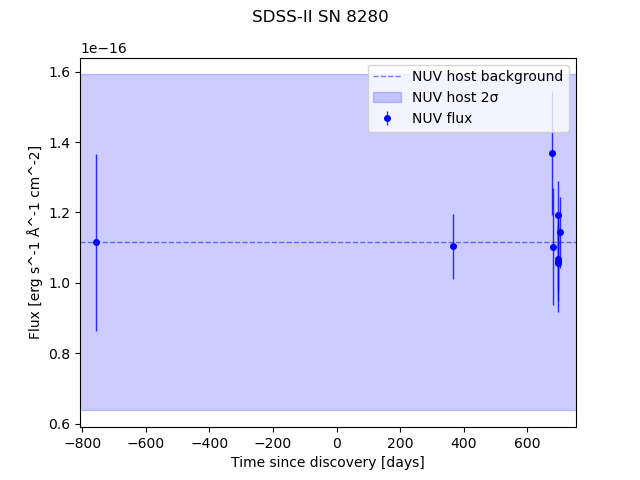 SDSS-II SN 8280
1e−16
NUV host background
NUV host 2σ
NUV flux
1.6
1.4
1.2
1.0
0.8
0.6
Flux [erg s^-1 Å^-1 cm^-2]
−800 −600 −400 −200 0 200 400 600
Time since discovery [days]